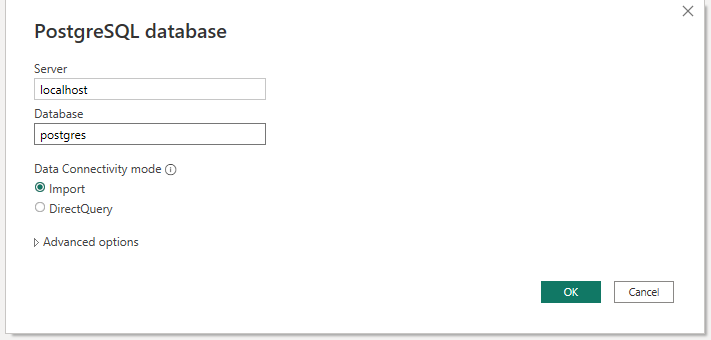 PostgreSQL database
Server
localhost
Database
postgres
Data Connectivity mode
Import
DirectQuery
Advanced options
OK
Cancel